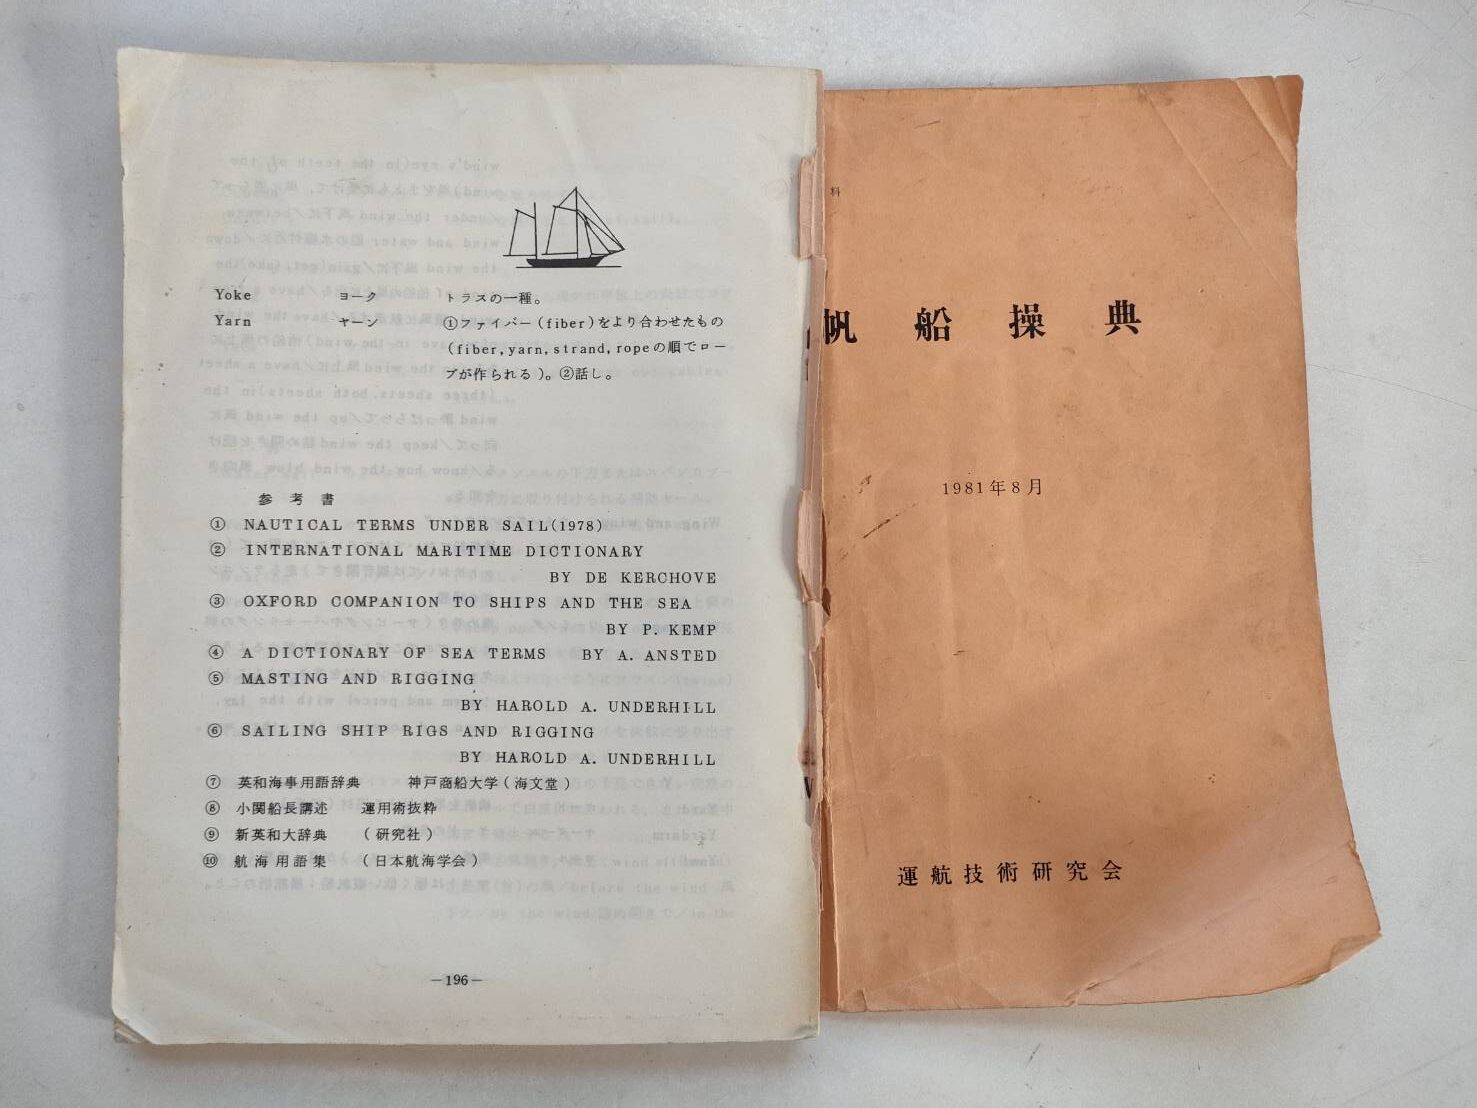 Yoke ヨーク トラスの一種。
Yarn ヤーン ①ファイバー(fiber)をより合わせたもの
(fiber, yarn, strand, ropeの順でロー
プが作られる)。②話し。
参考書
① NAUTICAL TERMS UNDER SAIL(1978)
② INTERNATIONAL MARITIME DICTIONARY
BY DE KERCHOVE
③ OXFORD COMPANION TO SHIPS AND THE SEA
BY P. KEMP
④ A DICTIONARY OF SEA TERMS BY A. ANSTED
⑤ MASTING AND RIGGING
BY HAROLD A. UNDERHILL
⑥ SAILING SHIP RIGS AND RIGGING
BY HAROLD A. UNDERHILL
⑦ 英和海事用語辞典 神戸商船大学(海文堂)
⑧ 小関船長講述 運用術抜粋
⑨ 新英和大辞典 (研究社)
⑩ 航海用語集 (日本航海学会)
—196—
料
帆船操典
1981年8月
運航技術研究会